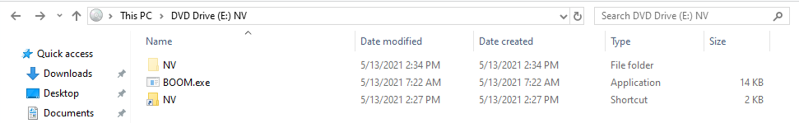 This PC > DVD Drive (E:) NV
Search DVD Drive (E:) NV
Name Date modified Date created Type Size
Quick access
Downloads
Desktop
Documents
NV 5/13/2021 2:34 PM 5/13/2021 2:34 PM File folder
BOOM.exe 5/13/2021 7:22 AM 5/13/2021 7:22 AM Application 14 KB
NV 5/13/2021 2:27 PM 5/13/2021 2:27 PM Shortcut 2 KB